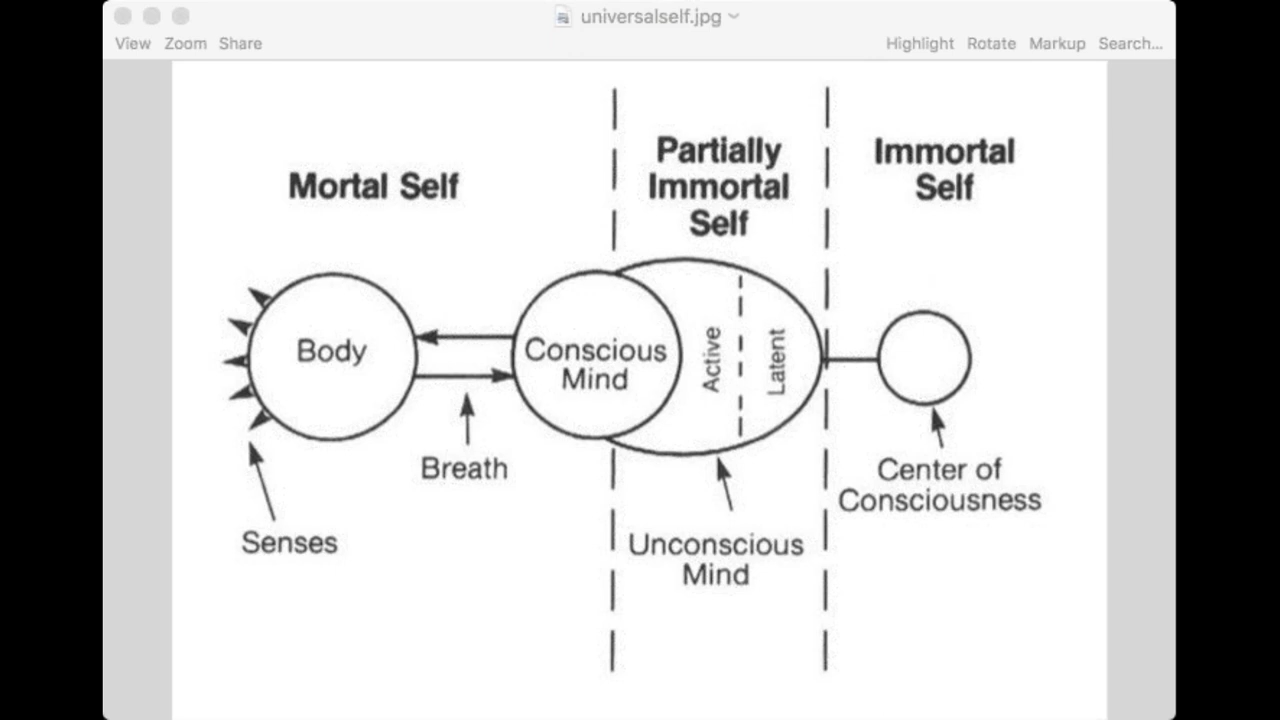 universalself.jpg
View Zoom Share
Highlight Rotate Markup Search...
Mortal Self
Partially
Immortal
Self
Immortal
Self
Body
Conscious
Mind
Active
Latent
Breath
Senses
Unconscious
Mind
Center of
Consciousness